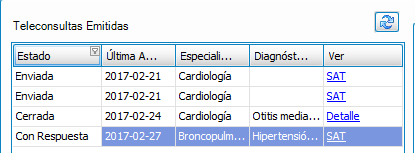 Teleconsultas Emitidas
Estado Última A... Especiali... Diagnóst... Ver
Enviada 2017-02-21 Cardiología SAT
Enviada 2017-02-21 Cardiología SAT
Cerrada 2017-02-24 Cardiología Otitis media... Detalle
Con Respuesta 2017-02-27 Broncopulm... Hipertensió... SAT